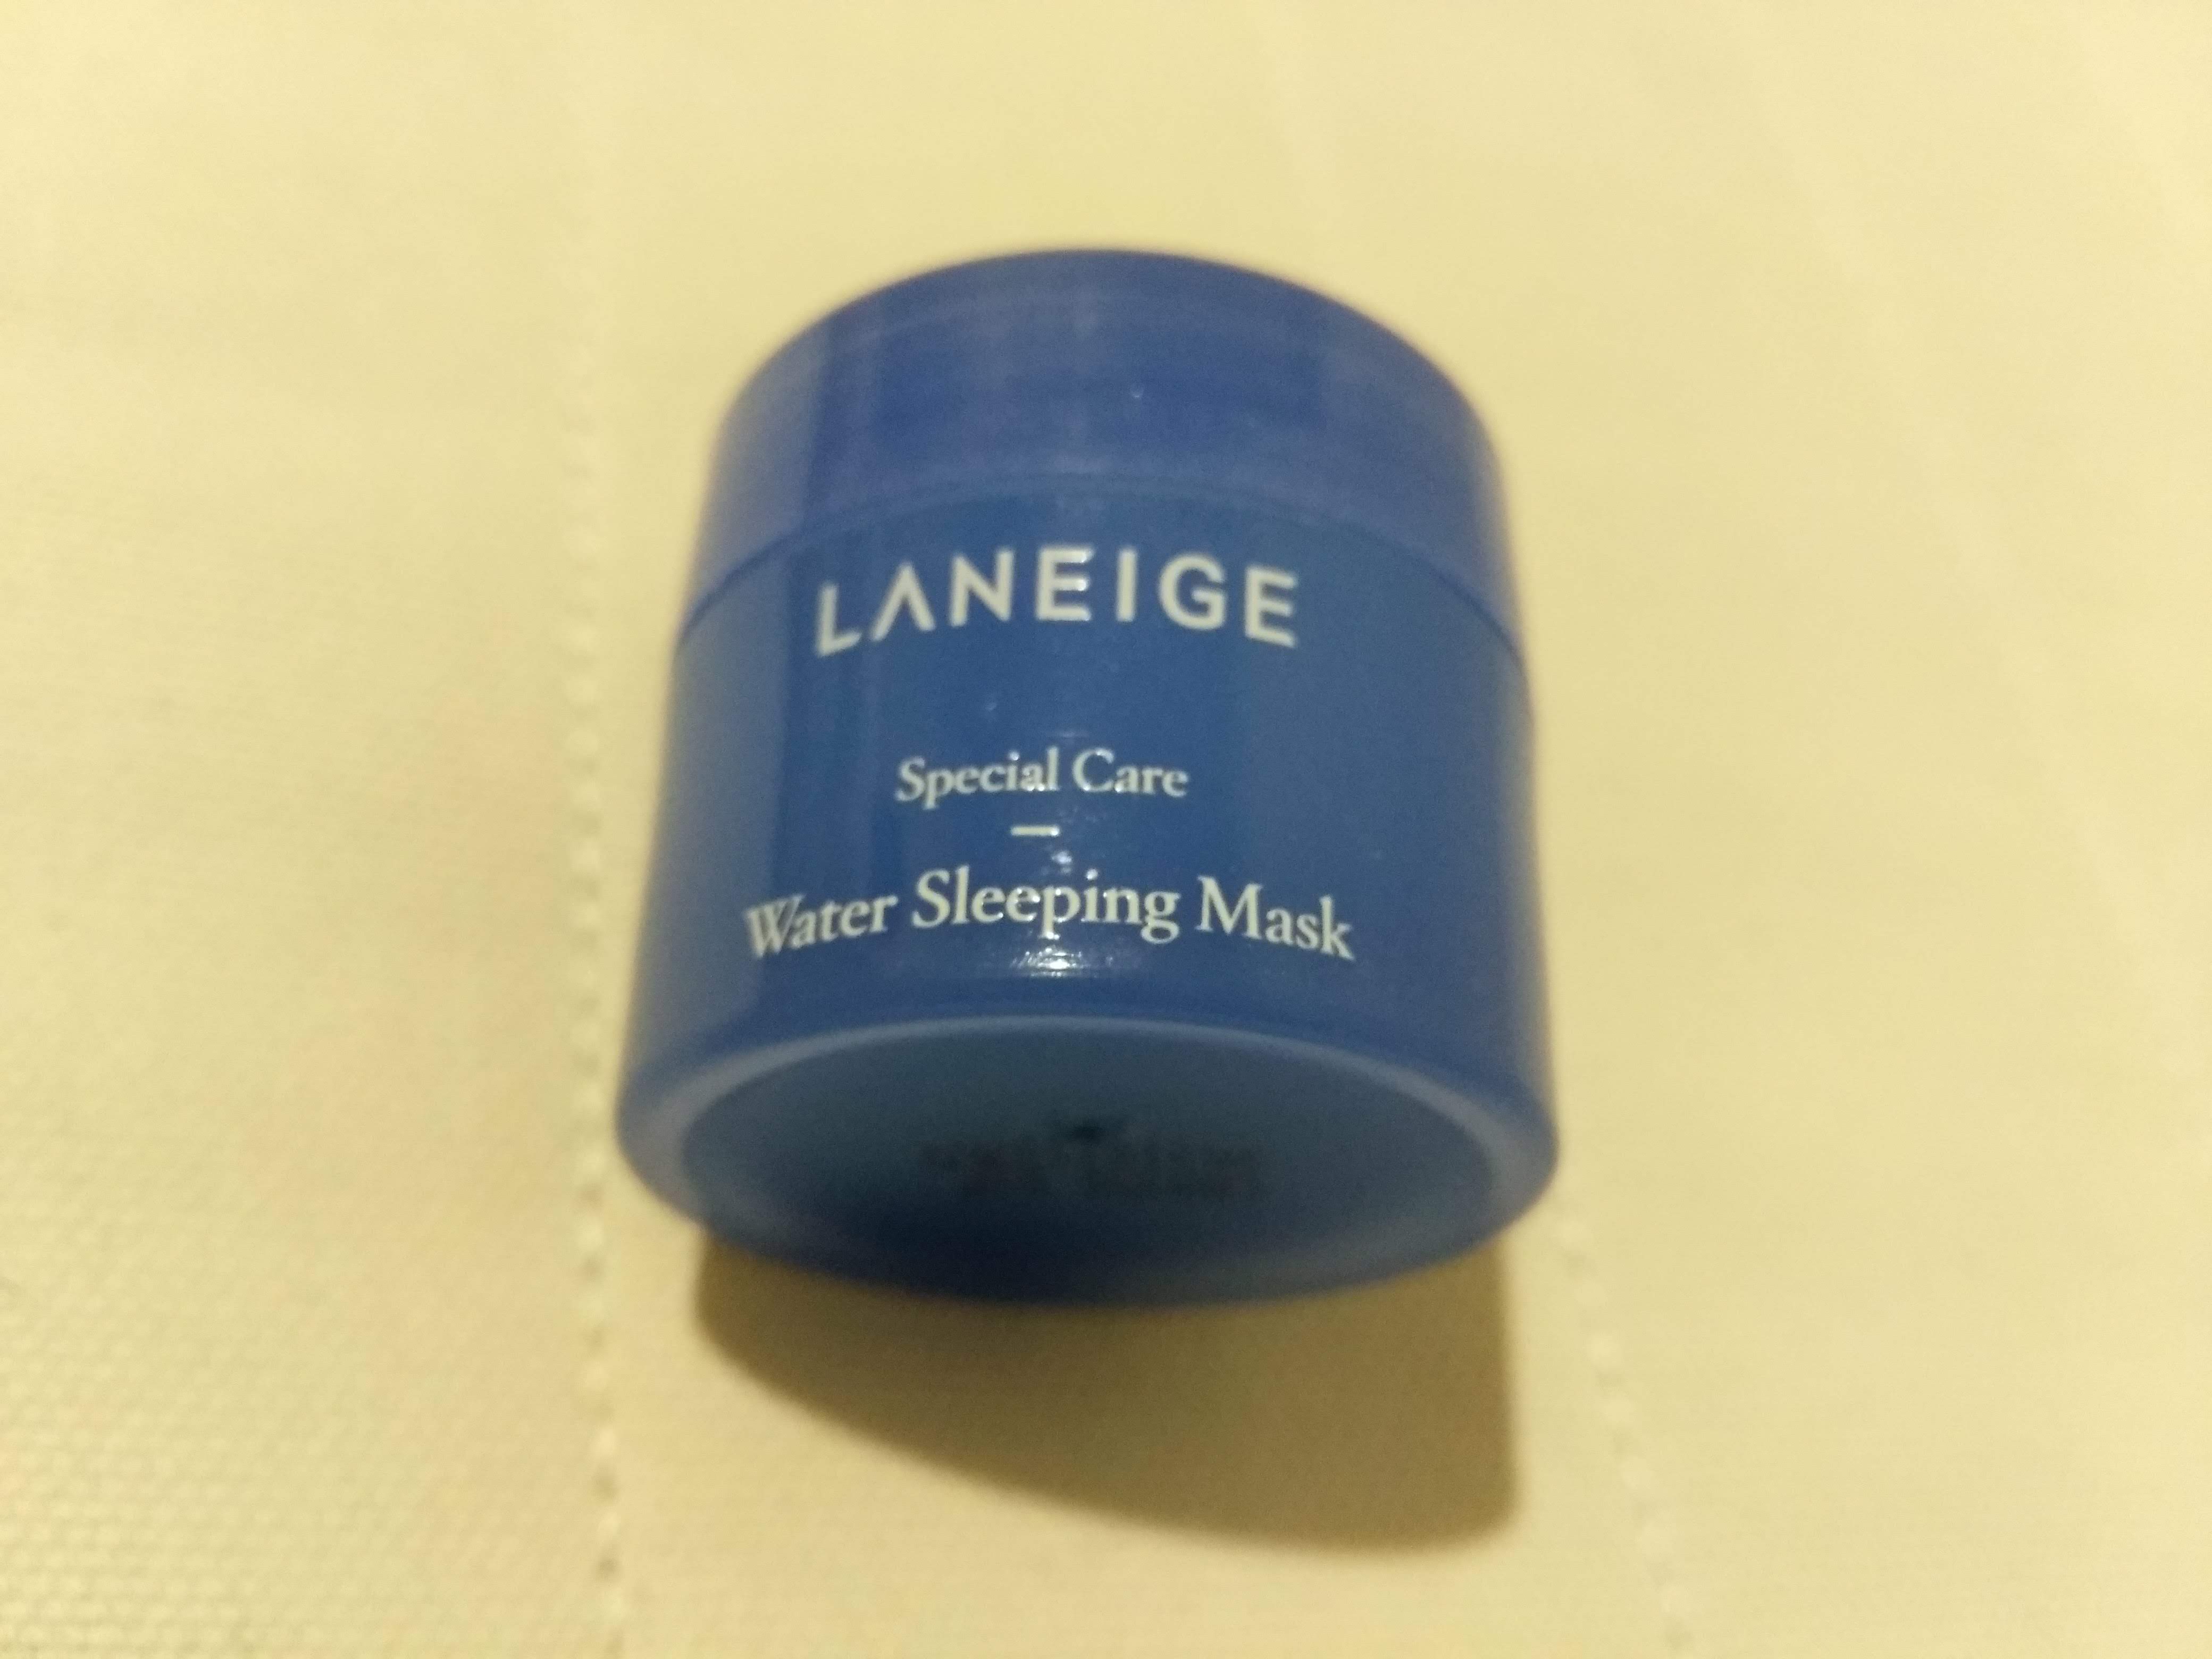 LANEIGE
Special Care
Water Sleeping Mask